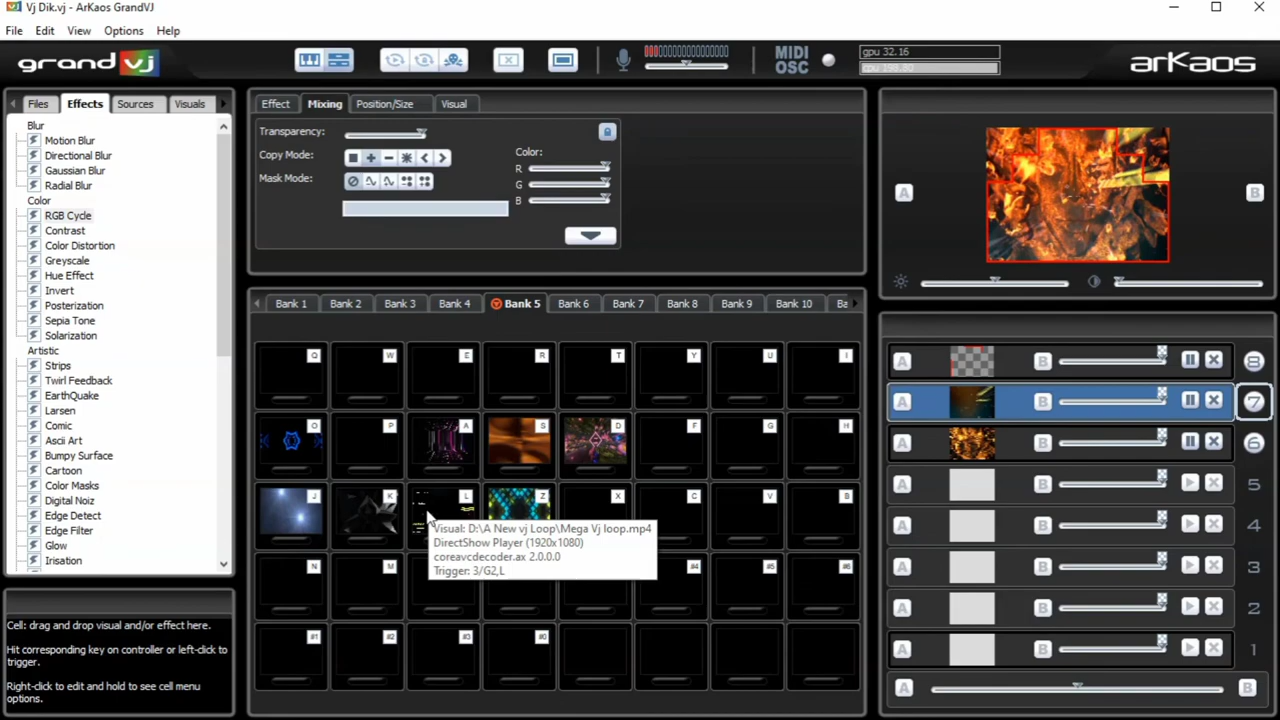 Vj Dik.vj - ArKaos GrandVJ
File Edit View Options Help
grand vj
MIDI
OSC
gpu 32.16
cpu 198.80
arKaos
Files Effects Sources Visuals
Blur
Motion Blur
Directional Blur
Gaussian Blur
Radial Blur
Color
RGB Cycle
Contrast
Color Distortion
Greyscale
Hue Effect
Invert
Posterization
Sepia Tone
Solarization
Artistic
Strips
Twirl Feedback
EarthQuake
Larsen
Comic
Ascii Art
Bumpy Surface
Cartoon
Color Masks
Digital Noiz
Edge Detect
Edge Filter
Glow
Irisation
Cell: drag and drop visual and/or effect here.
Hit corresponding key on controller or left-click to
trigger.
Right-click to edit and hold to see cell menu
options.
Effect Mixing Position/Size Visual
Transparency:
Copy Mode:
Mask Mode:
Color:
R
G
B
Bank 1 Bank 2 Bank 3 Bank 4 Bank 5 Bank 6 Bank 7 Bank 8 Bank 9 Bank 10 Ba
Q W E R T Y U I
O P A S D F G H
J K L Z X C V B
Visual: D:\A New vj Loop\Mega Vj loop.mp4
DirectShow Player (1920x1080)
coreavcdecoder.ax 2.0.0.0
Trigger: 3/G2,L
N M #4 #5 #6
#1 #2 #3 #0
A B
A B 8
A B 7
A B 6
A B 5
A B 4
A B 3
A B 2
A B 1
A B